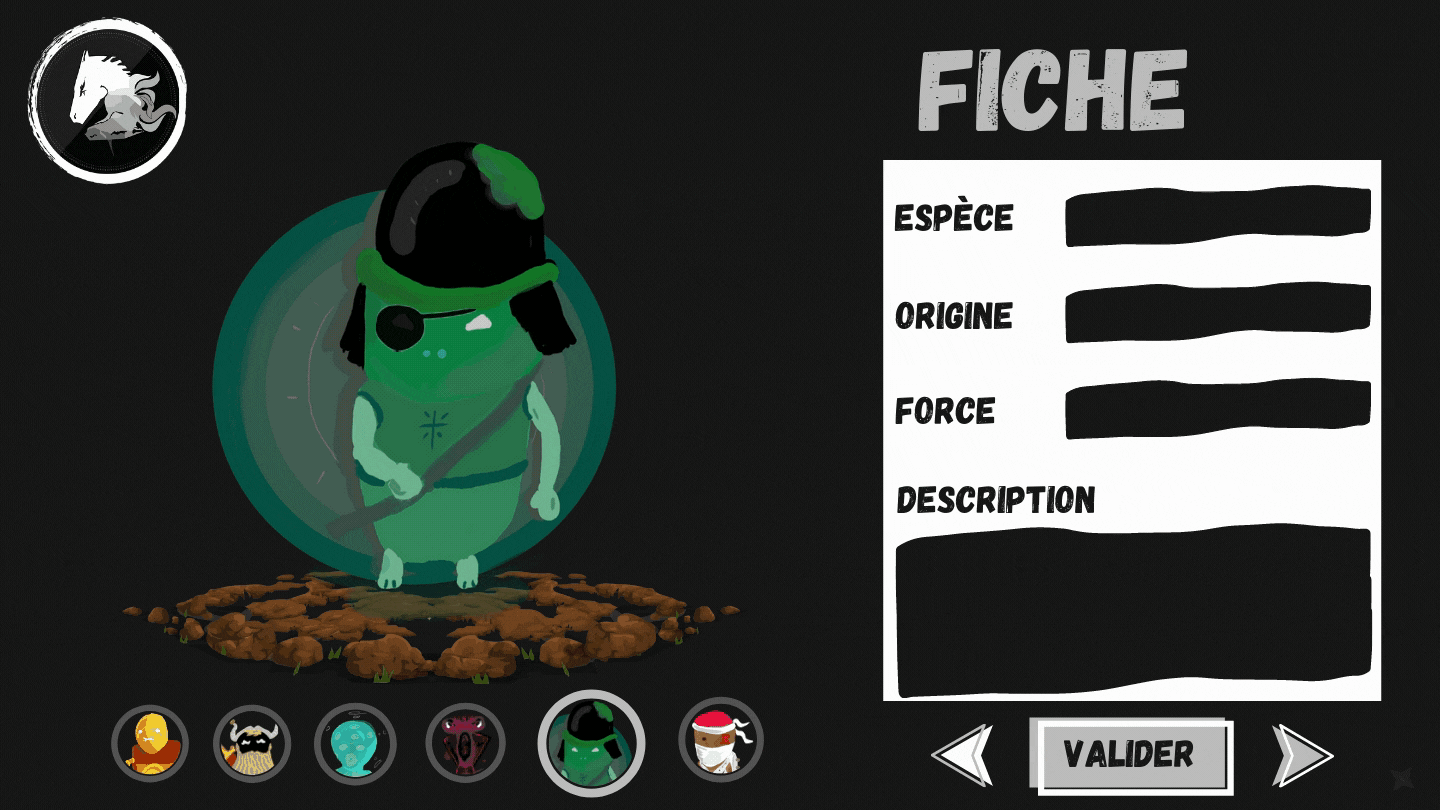 FICHE
ESPÈCE
ORIGINE
FORCE
DESCRIPTION
VALIDER